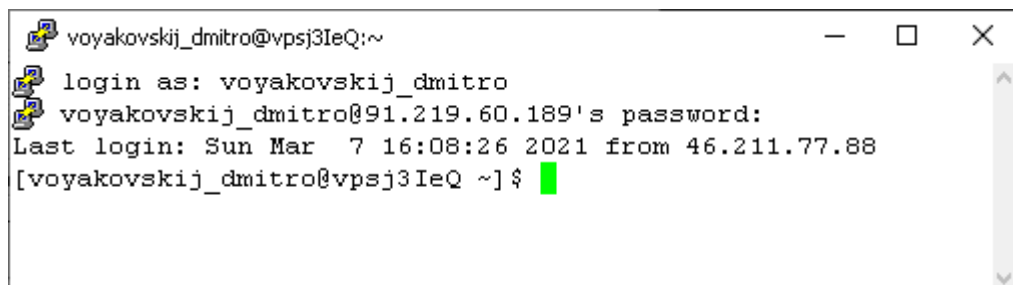 voyakovskij_dmitro@vpsj3IeQ:~
login as: voyakovskij_dmitro
voyakovskij_dmitro@91.219.60.189's password:
Last login: Sun Mar  7 16:08:26 2021 from 46.211.77.88
[voyakovskij_dmitro@vpsj3IeQ ~]$